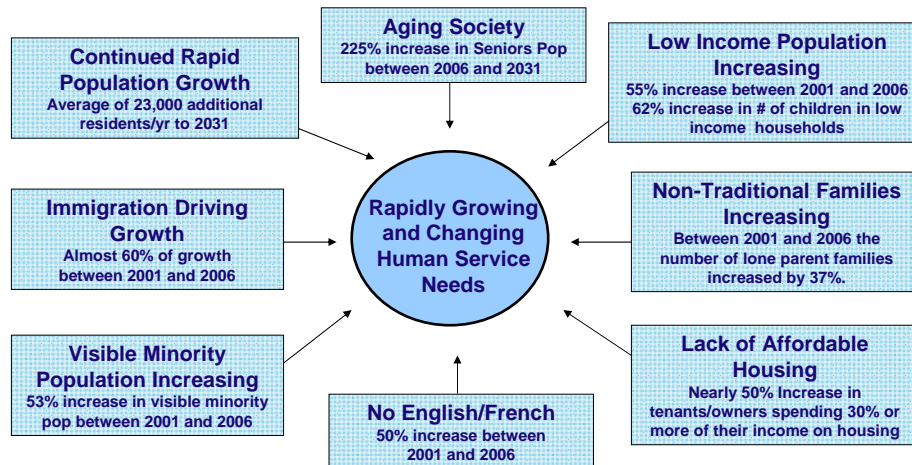 Aging Society
225% increase in Seniors Pop
between 2006 and 2031
Continued Rapid
Population Growth
Average of 23,000 additional
residents/yr to 2031
Low Income Population
Increasing
55% increase between 2001 and 2006
62% increase in # of children in low
income households
Immigration Driving
Growth
Almost 60% of growth
between 2001 and 2006
Rapidly Growing
and Changing
Human Service
Needs
Non-Traditional Families
Increasing
Between 2001 and 2006 the
number of lone parent families
increased by 37%.
Visible Minority
Population Increasing
53% increase in visible minority
pop between 2001 and 2006
No English/French
50% increase between
2001 and 2006
Lack of Affordable
Housing
Nearly 50% Increase in
tenants/owners spending 30% or
more of their income on housing